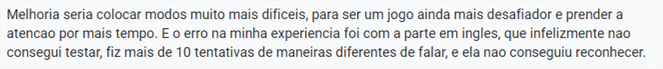 Melhoria seria colocar modos muito mais dificeis, para ser um jogo ainda mais desafiador e prender a
atencao por mais tempo. E o erro na minha experiencia foi com a parte em ingles, que infelizmente nao
consegui testar, fiz mais de 10 tentativas de maneiras diferentes de falar, e ela nao conseguiu reconhecer.